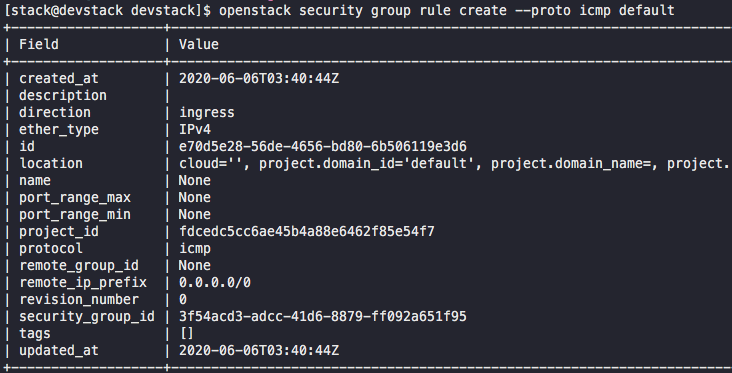 [stack@devstack devstack]$ openstack security group rule create --proto icmp default
+-------------------+----------------------------------------------------------------
| Field             | Value
+-------------------+----------------------------------------------------------------
| created_at        | 2020-06-06T03:40:44Z
| description       |
| direction         | ingress
| ether_type        | IPv4
| id                | e70d5e28-56de-4656-bd80-6b506119e3d6
| location          | cloud='', project.domain_id='default', project.domain_name=, project.
| name              | None
| port_range_max    | None
| port_range_min    | None
| project_id        | fdcedc5cc6ae45b4a88e6462f85e54f7
| protocol          | icmp
| remote_group_id   | None
| remote_ip_prefix  | 0.0.0.0/0
| revision_number   | 0
| security_group_id | 3f54acd3-adcc-41d6-8879-ff092a651f95
| tags              | []
| updated_at        | 2020-06-06T03:40:44Z
+-------------------+----------------------------------------------------------------